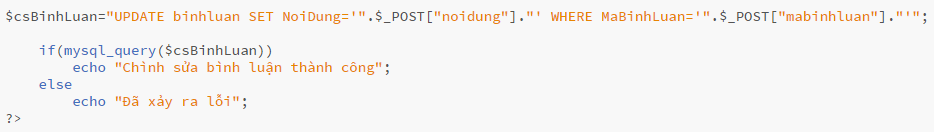 $csBinhLuan="UPDATE binhluan SET NoiDung='".$_POST["noidung"]."' WHERE MaBinhLuan='".$_POST["mabinhluan"]."'";
if(mysql_query($csBinhLuan))
echo "Chỉnh sửa bình luận thành công";
else
echo "Đã xảy ra lỗi";
?>